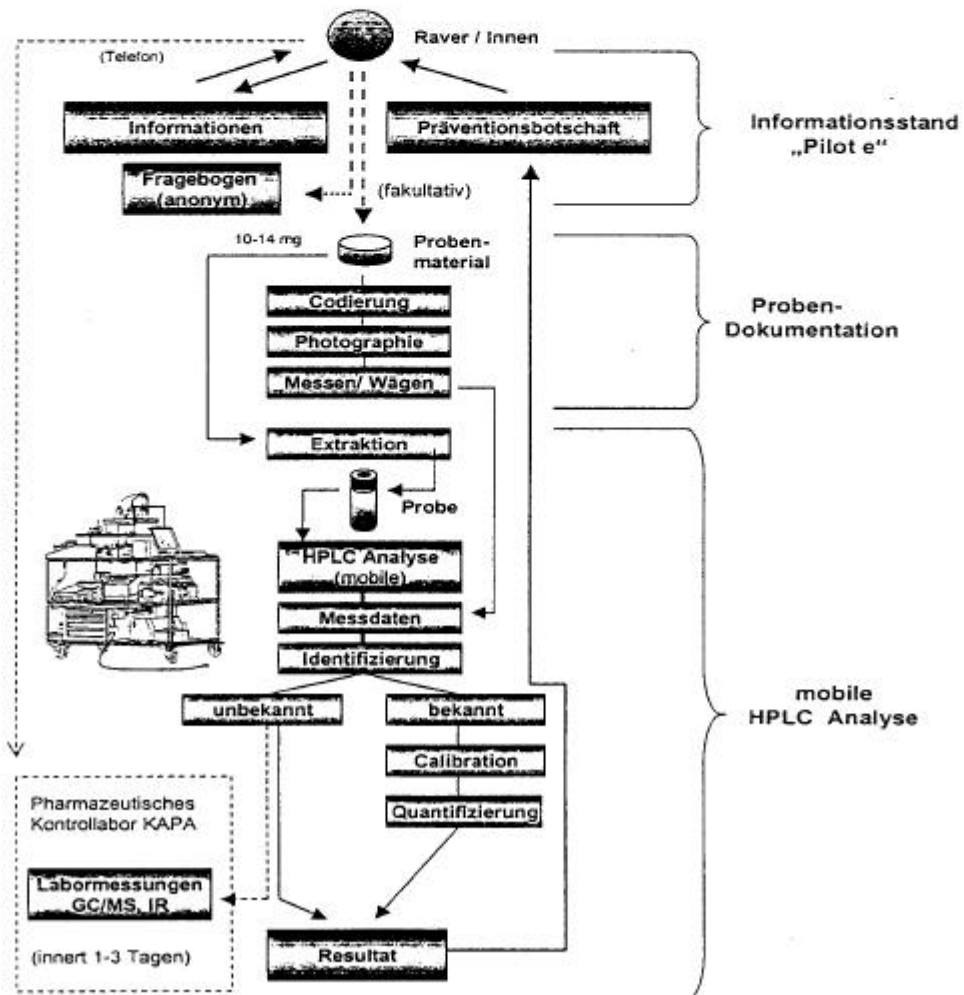 Raver / Innen
(Telefon)
Informationen
Präventionsbotschaft
Informationsstand
„Pilot e“
Fragebogen
(anonym)
(fakultativ)
10-14 mg
Proben-
material
Codierung
Photographie
Messen/ Wägen
Proben-
Dokumentation
Extraktion
Probe
HPLC Analyse
(mobile)
Messdaten
Identifizierung
unbekannt
bekannt
mobile
HPLC Analyse
Calibration
Quantifizierung
Pharmazeutisches
Kontrollabor KAPA
Labormessungen
GC/MS, IR
(innert 1-3 Tagen)
Resultat